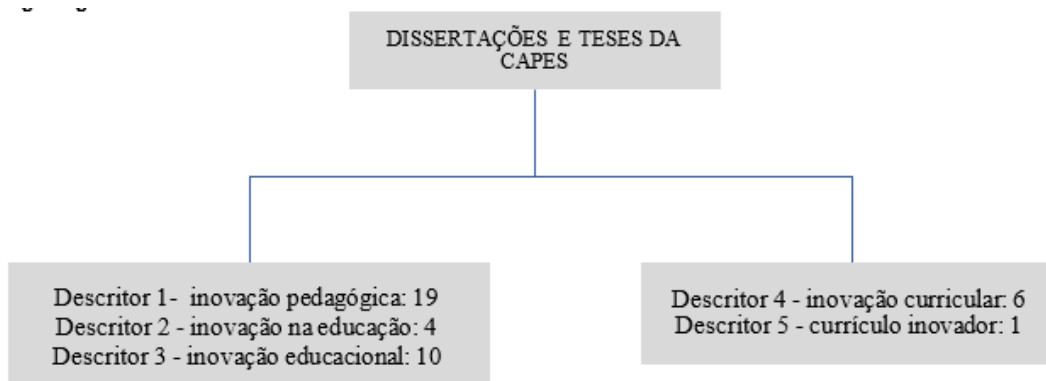 DISSERTAÇÕES E TESES DA
CAPES
Descritor 1- inovação pedagógica: 19
Descritor 2 - inovação na educação: 4
Descritor 3 - inovação educacional: 10
Descritor 4 - inovação curricular: 6
Descritor 5 - currículo inovador: 1